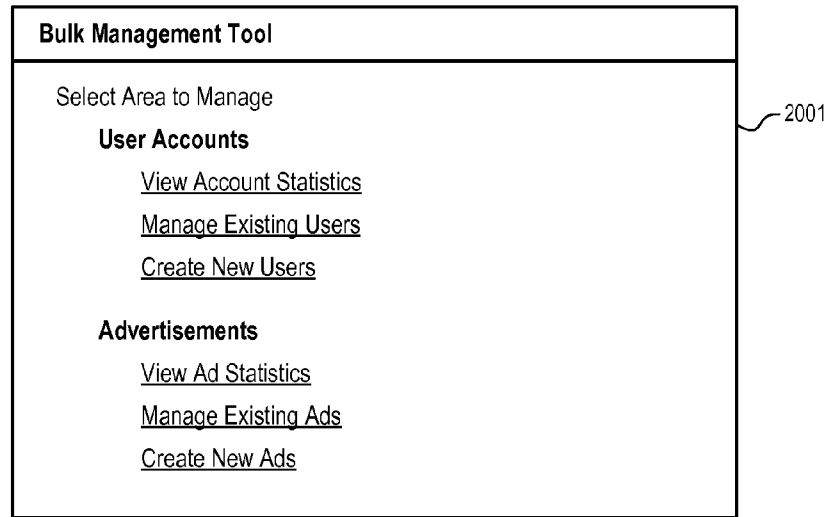 Bulk Management Tool
Select Area to Manage
2001
User Accounts
View Account Statistics
Manage Existing Users
Create New Users
Advertisements
View Ad Statistics
Manage Existing Ads
Create New Ads